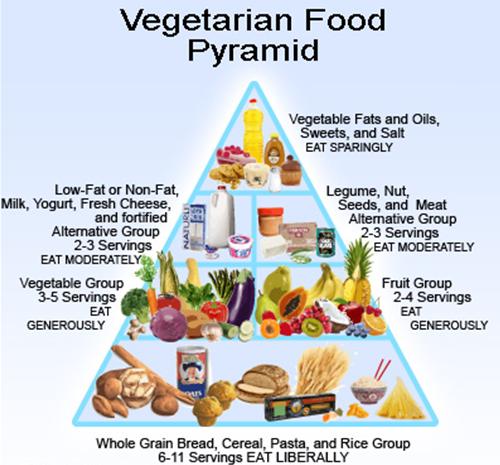 Vegetarian Food
Pyramid
Vegetable Fats and Oils,
Sweets, and Salt
EAT SPARINGLY
Low-Fat or Non-Fat,
Milk, Yogurt, Fresh Cheese,
and fortified
Alternative Group
2-3 Servings
EAT MODERATELY
Legume, Nut,
Seeds, and Meat
Alternative Group
2-3 Servings
EAT MODERATELY
Vegetable Group
3-5 Servings
EAT
GENEROUSLY
Fruit Group
2-4 Servings
EAT
GENEROUSLY
OATS
Whole Grain Bread, Cereal, Pasta, and Rice Group
6-11 Servings EAT LIBERALLY